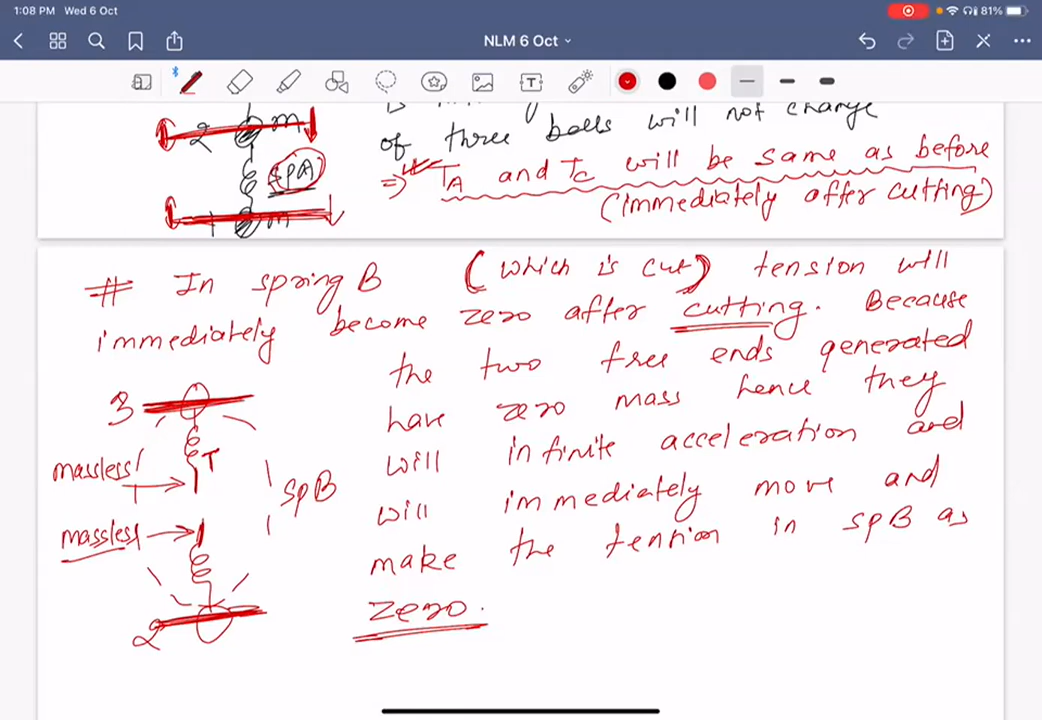 1:08 PM Wed 6 Oct
81%
NLM 6 Oct
T
2 m
of three balls will not change
SPA
=> TA and TC will be same as before
(immediately after cutting)
m
# In spring B (which is cut) tension will
immediately become zero after cutting. Because
the two free ends generated
have zero mass hence they
will infinite acceleration and
will immediately move and
make the tension in SPB as
zero.
3
massless
T
SPB
massless
2